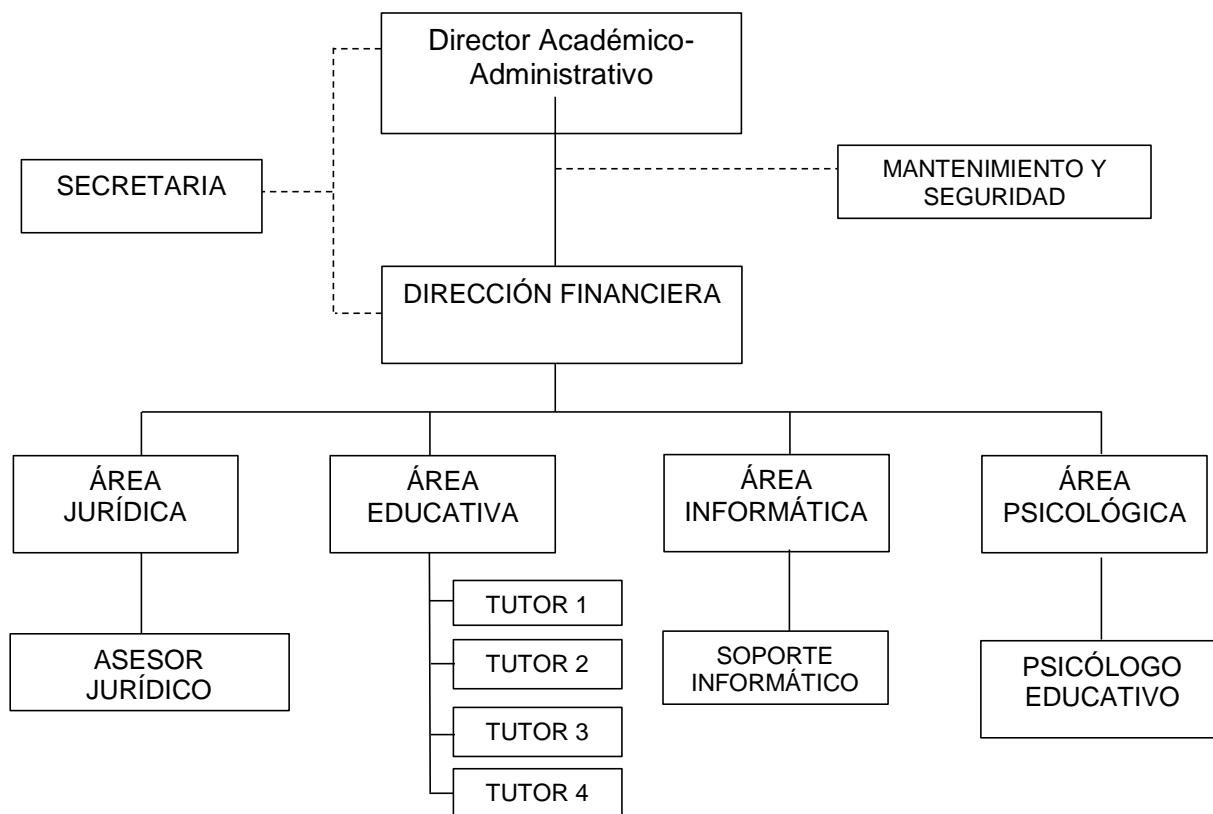 Director Académico-
Administrativo
SECRETARIA
MANTENIMIENTO Y
SEGURIDAD
DIRECCIÓN FINANCIERA
ÁREA
JURÍDICA
ÁREA
EDUCATIVA
ÁREA
INFORMÁTICA
ÁREA
PSICOLÓGICA
ASESOR
JURÍDICO
TUTOR 1
TUTOR 2
TUTOR 3
TUTOR 4
SOPORTE
INFORMÁTICO
PSICÓLOGO
EDUCATIVO